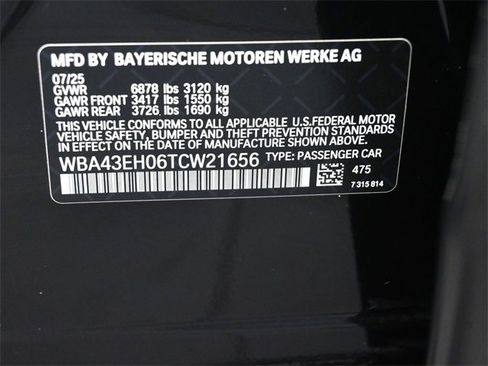 MFD BY BAYERISCHE MOTOREN WERKE AG
07/25
GVWR 6878 lbs 3120 kg
GAWR FRONT 3417 lbs 1550 kg
GAWR REAR 3726 lbs 1690 kg
THIS VEHICLE CONFORMS TO ALL APPLICABLE U.S.FEDERAL MOTOR
VEHICLE SAFETY, BUMPER AND THEFT PREVENTION STANDARDS
IN EFFECT ON THE DATE OF MANUFACTURE SHOWN ABOVE.
WBA43EH06TCW21656 TYPE: PASSENGER CAR
475
7 315 814